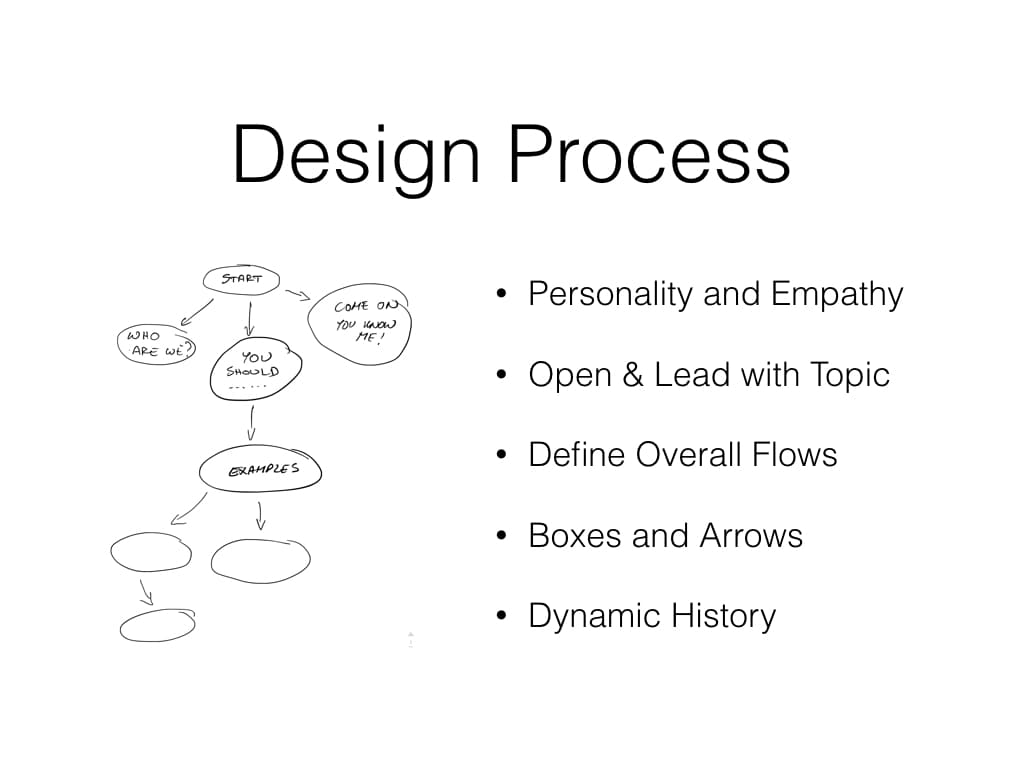 Design Process
START
COME ON
YOU KNOW
ME!
WHO
ARE WE?
YOU
SHOULD
......
EXAMPLES
• Personality and Empathy
• Open & Lead with Topic
• Define Overall Flows
• Boxes and Arrows
• Dynamic History